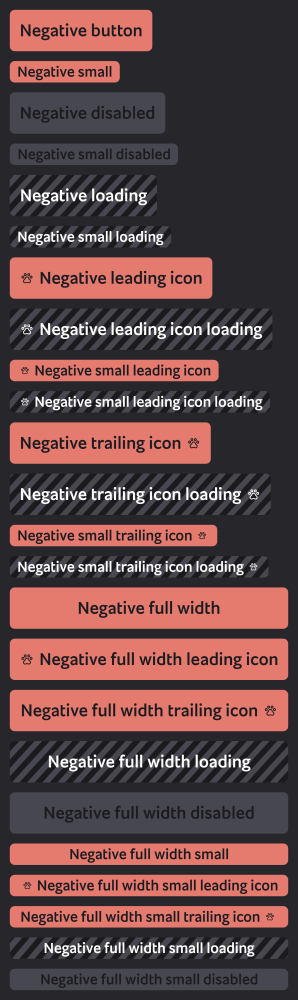 Negative button
Negative small
Negative disabled
Negative small disabled
Negative loading
Negative small loading
Negative leading icon
Negative leading icon loading
Negative small leading icon
Negative small leading icon loading
Negative trailing icon
Negative trailing icon loading
Negative small trailing icon
Negative small trailing icon loading
Negative full width
Negative full width leading icon
Negative full width trailing icon
Negative full width loading
Negative full width disabled
Negative full width small
Negative full width small leading icon
Negative full width small trailing icon
Negative full width small loading
Negative full width small disabled